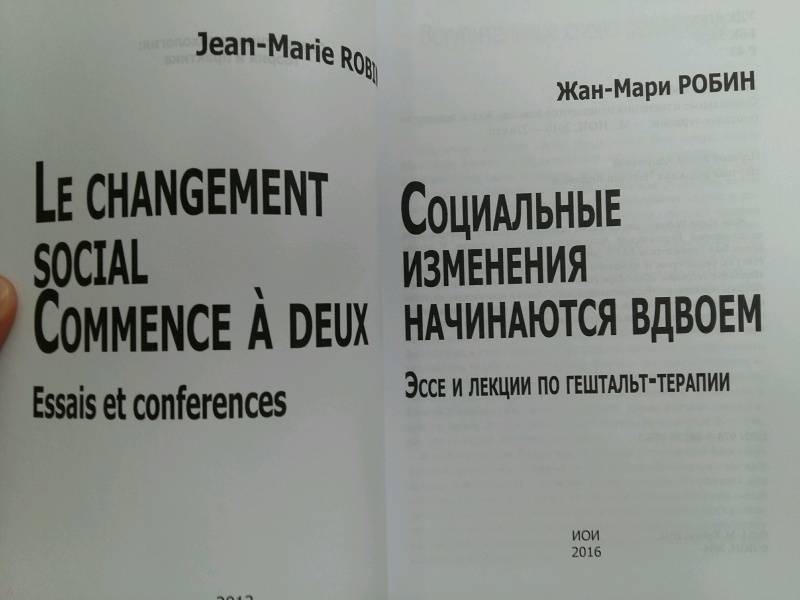 Jean-Marie ROBIN
LE CHANGEMENT
SOCIAL
COMMENCE À DEUX
Essais et conferences
Жан-Мари РОБИН
СОЦИАЛЬНЫЕ
ИЗМЕНЕНИЯ
НАЧИНАЮТСЯ ВДВОЕМ
ЭССЕ И ЛЕКЦИИ ПО ГЕШТАЛЬТ-ТЕРАПИИ
ИОИ
2016